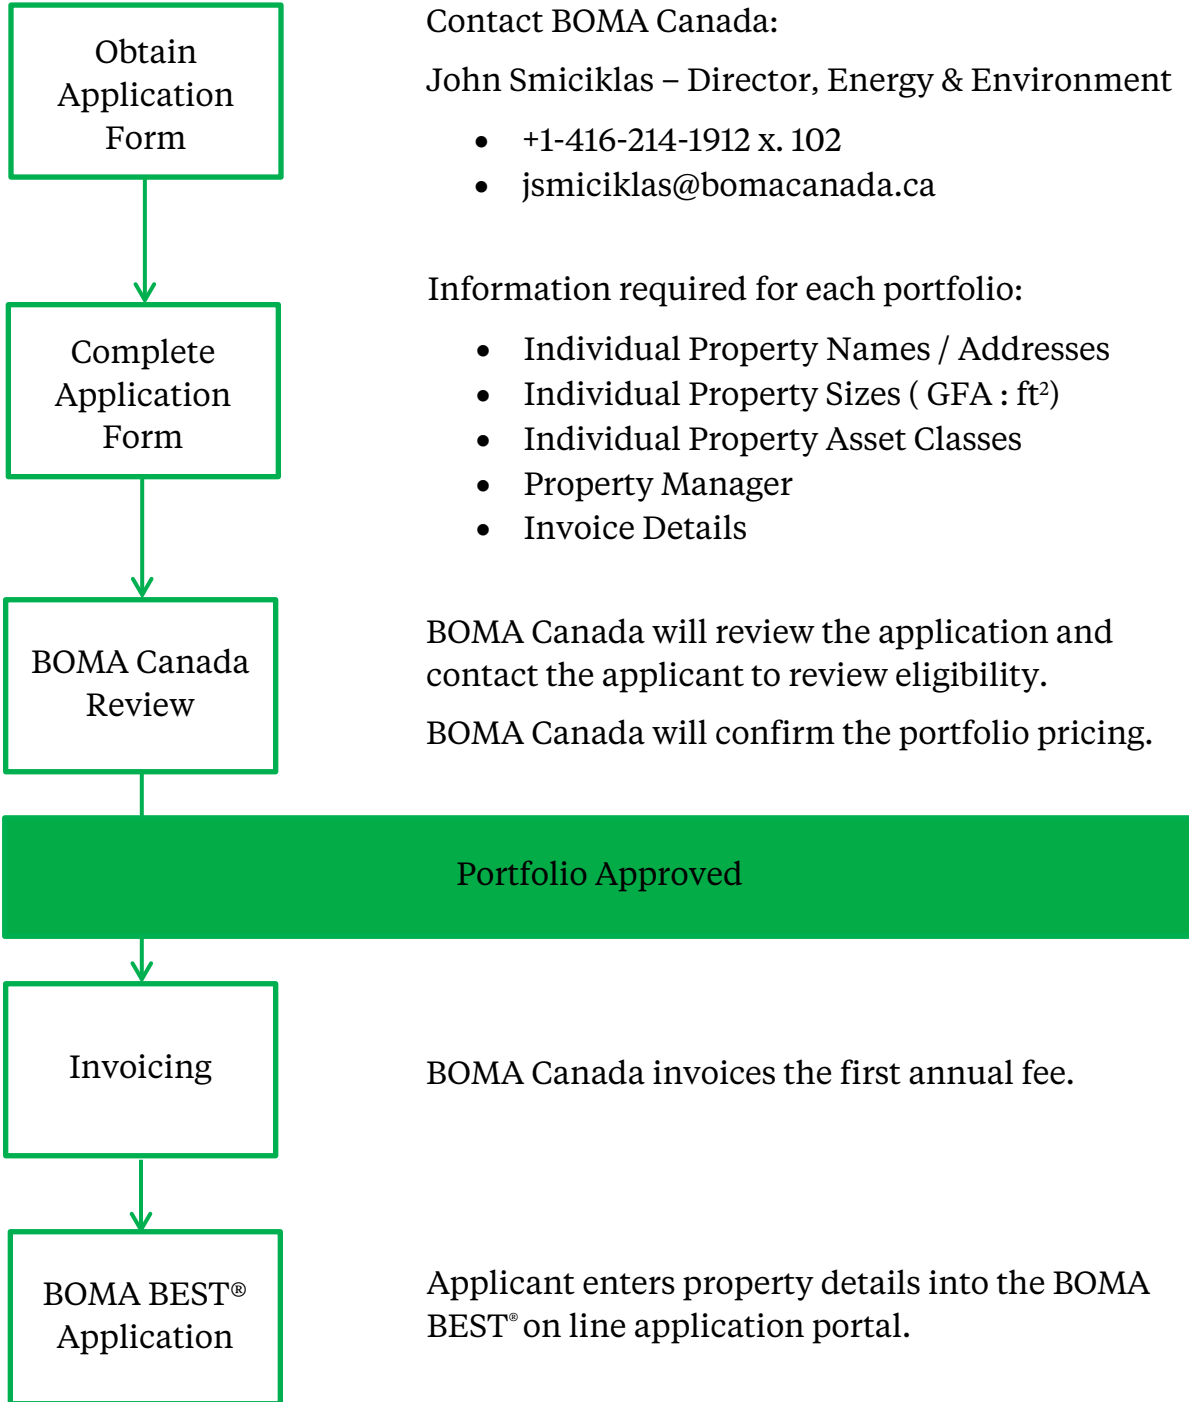 Obtain
Application
Form
Contact BOMA Canada:
John Smiciklas – Director, Energy & Environment
• +1-416-214-1912 x. 102
• jsmiciklas@bomacanada.ca
Complete
Application
Form
Information required for each portfolio:
• Individual Property Names / Addresses
• Individual Property Sizes ( GFA : ft²)
• Individual Property Asset Classes
• Property Manager
• Invoice Details
BOMA Canada
Review
BOMA Canada will review the application and
contact the applicant to review eligibility.
BOMA Canada will confirm the portfolio pricing.
Portfolio Approved
Invoicing
BOMA Canada invoices the first annual fee.
BOMA BEST®
Application
Applicant enters property details into the BOMA
BEST® on line application portal.